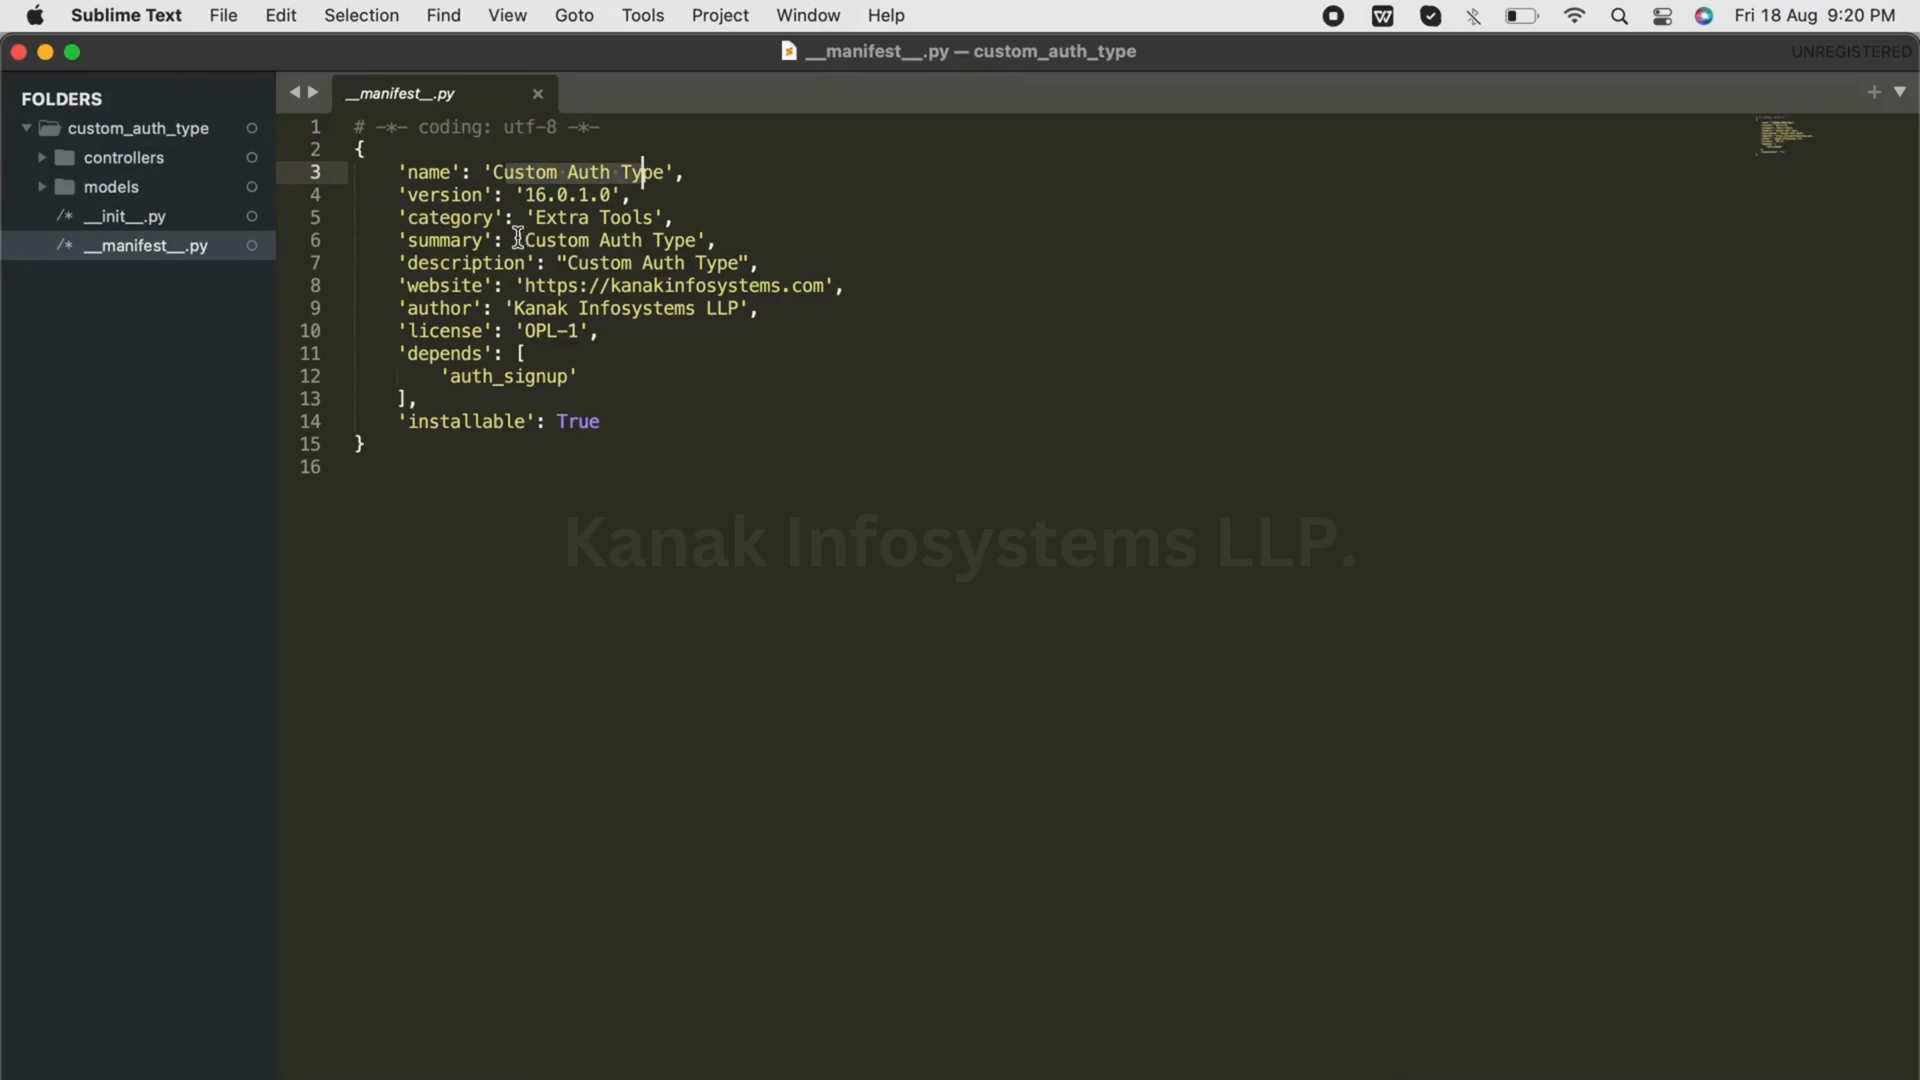 Sublime Text File Edit Selection Find View Goto Tools Project Window Help Fri 18 Aug 9:20 PM
__manifest__.py — custom_auth_type UNREGISTERED
FOLDERS
custom_auth_type
controllers
models
/* __init__.py
/* __manifest__.py
__manifest__.py ×
1 # -*- coding: utf-8 -*-
2 {
3 'name': 'Custom Auth Type',
4 'version': '16.0.1.0',
5 'category': 'Extra Tools',
6 'summary': 'Custom Auth Type',
7 'description': "Custom Auth Type",
8 'website': 'https://kanakinfosystems.com',
9 'author': 'Kanak Infosystems LLP',
10 'license': 'OPL-1',
11 'depends': [
12 'auth_signup'
13 ],
14 'installable': True
15 }
16
Kanak Infosystems LLP.